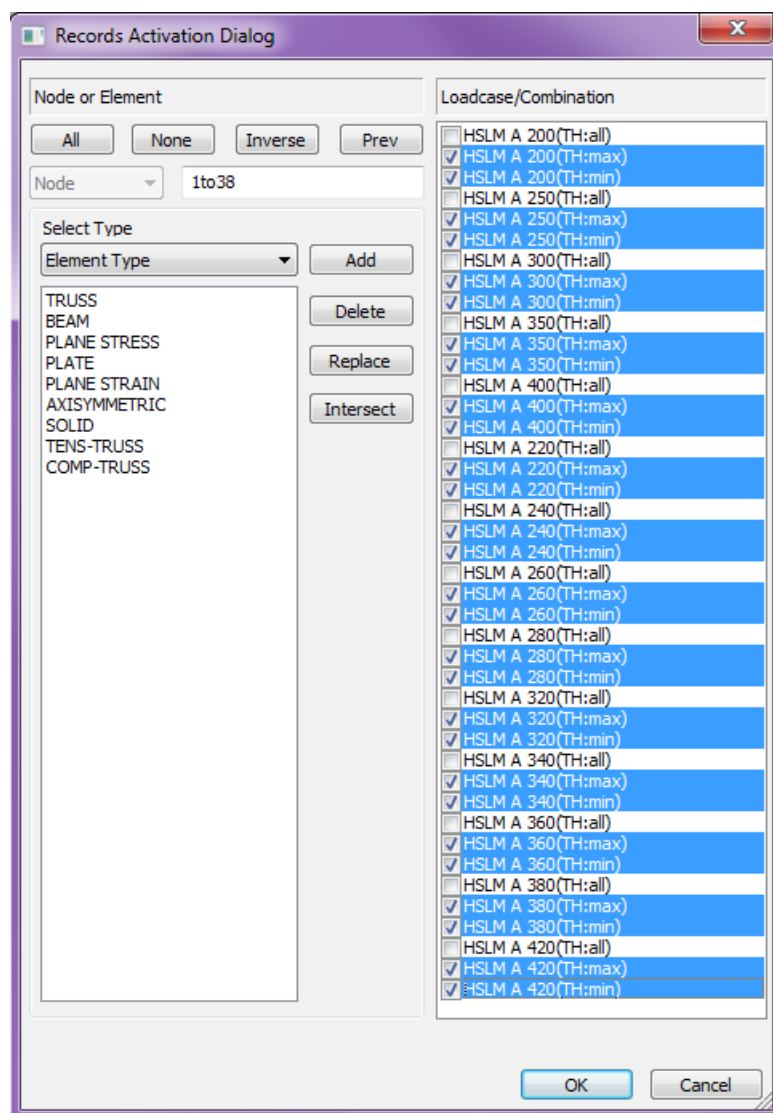 Records Activation Dialog
Node or Element
All None Inverse Prev
Node 1to38
Select Type
Element Type Add
Delete
Replace
Intersect
TRUSS
BEAM
PLANE STRESS
PLATE
PLANE STRAIN
AXISYMMETRIC
SOLID
TENS-TRUSS
COMP-TRUSS
Loadcase/Combination
HSLM A 200(TH:all)
HSLM A 200(TH:max)
HSLM A 200(TH:min)
HSLM A 250(TH:all)
HSLM A 250(TH:max)
HSLM A 250(TH:min)
HSLM A 300(TH:all)
HSLM A 300(TH:max)
HSLM A 300(TH:min)
HSLM A 350(TH:all)
HSLM A 350(TH:max)
HSLM A 350(TH:min)
HSLM A 400(TH:all)
HSLM A 400(TH:max)
HSLM A 400(TH:min)
HSLM A 220(TH:all)
HSLM A 220(TH:max)
HSLM A 220(TH:min)
HSLM A 240(TH:all)
HSLM A 240(TH:max)
HSLM A 240(TH:min)
HSLM A 260(TH:all)
HSLM A 260(TH:max)
HSLM A 260(TH:min)
HSLM A 280(TH:all)
HSLM A 280(TH:max)
HSLM A 280(TH:min)
HSLM A 320(TH:all)
HSLM A 320(TH:max)
HSLM A 320(TH:min)
HSLM A 340(TH:all)
HSLM A 340(TH:max)
HSLM A 340(TH:min)
HSLM A 360(TH:all)
HSLM A 360(TH:max)
HSLM A 360(TH:min)
HSLM A 380(TH:all)
HSLM A 380(TH:max)
HSLM A 380(TH:min)
HSLM A 420(TH:all)
HSLM A 420(TH:max)
HSLM A 420(TH:min)
OK Cancel